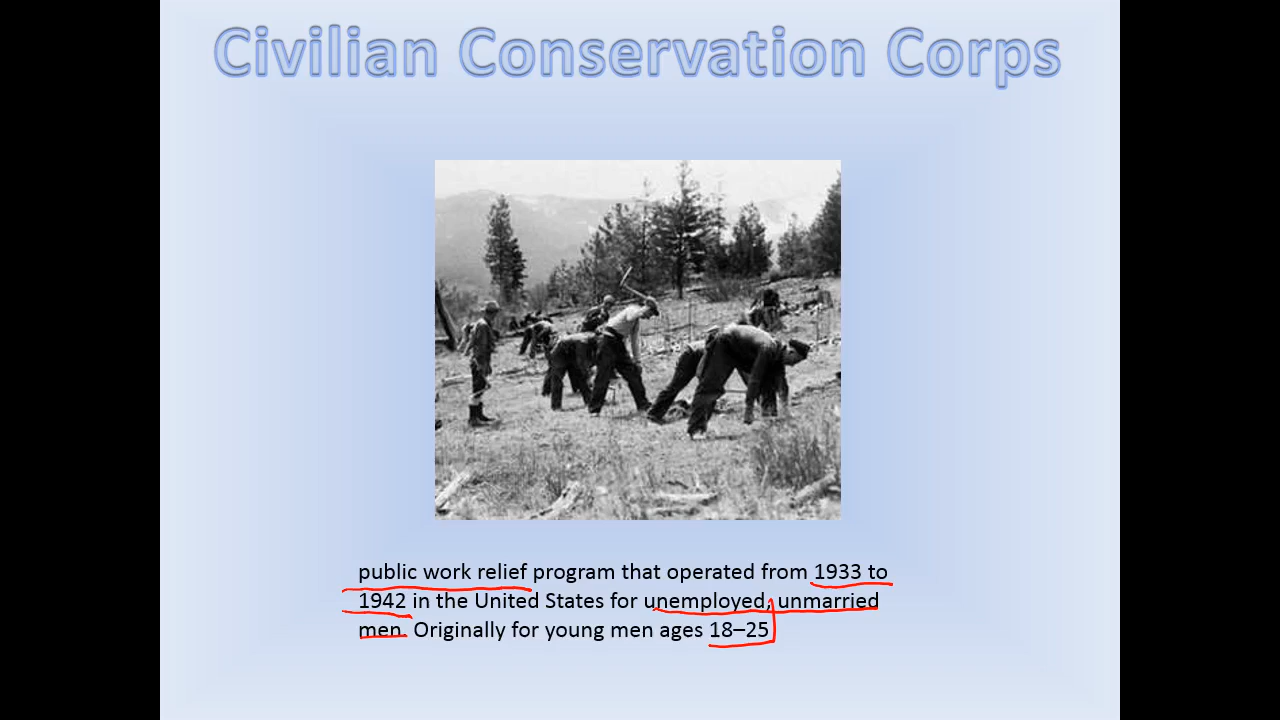 Civilian Conservation Corps
public work relief program that operated from 1933 to
1942 in the United States for unemployed, unmarried
men. Originally for young men ages 18–25